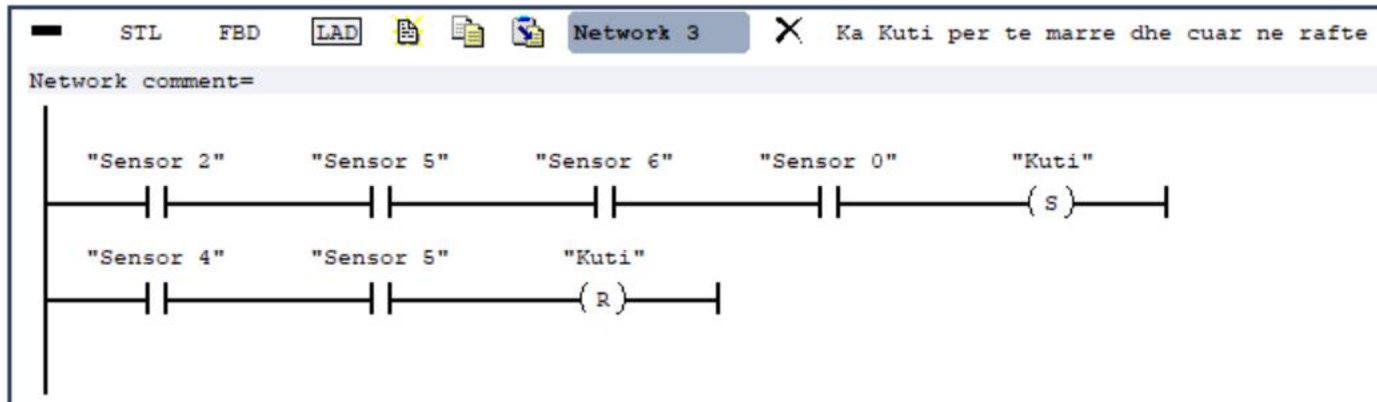 STL FBD LAD Network 3 Ka Kuti per te marre dhe cuar ne rafte
Network comment=
"Sensor 2" "Sensor 5" "Sensor 6" "Sensor 0" "Kuti"
S
"Sensor 4" "Sensor 5" "Kuti"
R